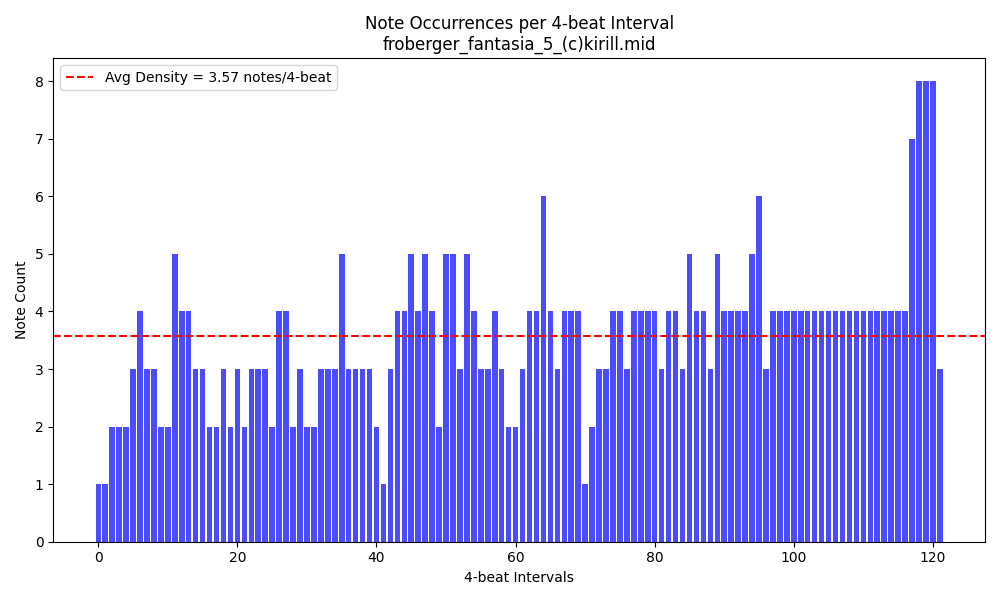 Note Occurrences per 4-beat Interval
froberger_fantasia_5_(c)kirill.mid
Avg Density = 3.57 notes/4-beat
8
7
6
5
4
3
2
1
0
Note Count
0 20 40 60 80 100 120
4-beat Intervals